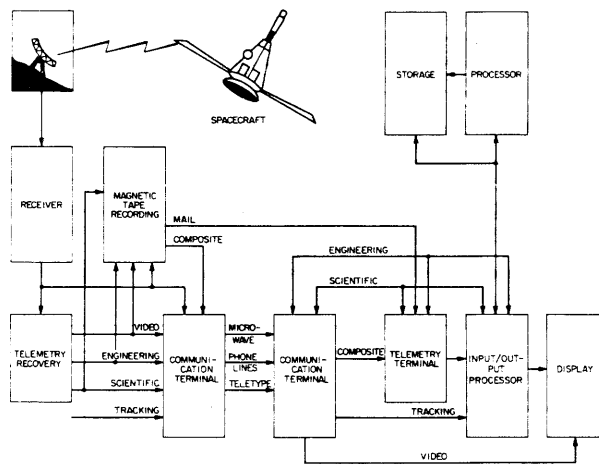 SPACECRAFT
STORAGE
PROCESSOR
RECEIVER
MAGNETIC
TAPE
RECORDING
MAIL
COMPOSITE
ENGINEERING
SCIENTIFIC
TELEMETRY
RECOVERY
VIDEO
ENGINEERING
SCIENTIFIC
TRACKING
COMMUNI-
CATION
TERMINAL
MICRO-
WAVE
PHONE
LINES
TELETYPE
COMMUNI-
CATION
TERMINAL
COMPOSITE
TELEMETRY
TERMINAL
TRACKING
INPUT/OUT-
PUT
PROCESSOR
DISPLAY
VIDEO